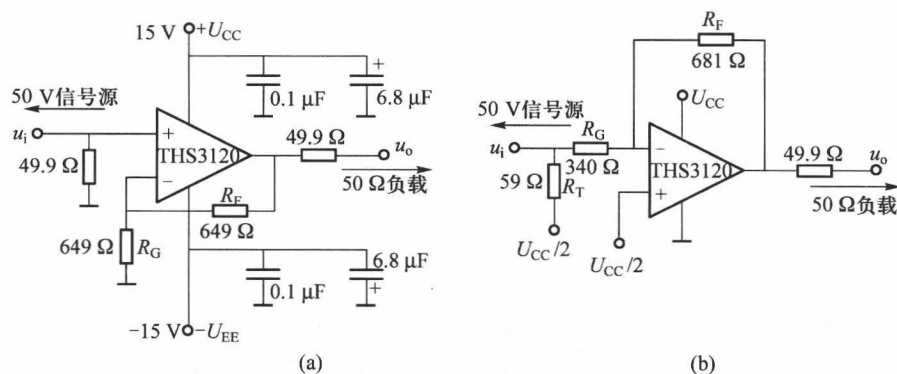 15 V
+U_CC
0.1 μF
+
6.8 μF
50 V信号源
u_i
49.9 Ω
+
THS3120
−
49.9 Ω
u_o
50 Ω负载
R_F
649 Ω
649 Ω
R_G
0.1 μF
6.8 μF
+
−15 V
−U_EE
(a)
R_F
681 Ω
U_CC
50 V信号源
u_i
R_G
340 Ω
59 Ω
R_T
U_CC/2
−
THS3120
+
U_CC/2
49.9 Ω
u_o
50 Ω负载
(b)